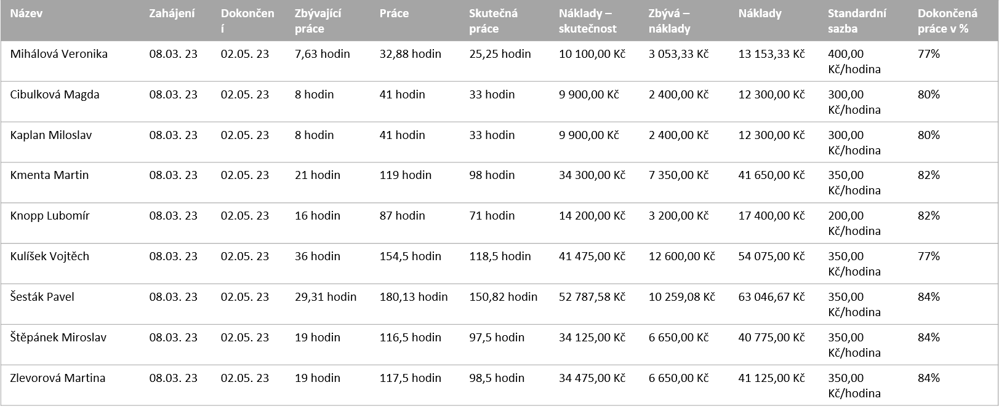 Název Zahájení Dokončen Zbývající Práce Skutečná Náklady – Zbývá – Náklady Standardní Dokončená
í práce práce skutečnost náklady sazba práce v %
Mihálová Veronika 08.03. 23 02.05. 23 7,63 hodin 32,88 hodin 25,25 hodin 10 100,00 Kč 3 053,33 Kč 13 153,33 Kč 400,00 77%
Kč/hodina
Cibulková Magda 08.03. 23 02.05. 23 8 hodin 41 hodin 33 hodin 9 900,00 Kč 2 400,00 Kč 12 300,00 Kč 300,00 80%
Kč/hodina
Kaplan Miloslav 08.03. 23 02.05. 23 8 hodin 41 hodin 33 hodin 9 900,00 Kč 2 400,00 Kč 12 300,00 Kč 300,00 80%
Kč/hodina
Kmenta Martin 08.03. 23 02.05. 23 21 hodin 119 hodin 98 hodin 34 300,00 Kč 7 350,00 Kč 41 650,00 Kč 350,00 82%
Kč/hodina
Knopp Lubomír 08.03. 23 02.05. 23 16 hodin 87 hodin 71 hodin 14 200,00 Kč 3 200,00 Kč 17 400,00 Kč 200,00 82%
Kč/hodina
Kulíšek Vojtěch 08.03. 23 02.05. 23 36 hodin 154,5 hodin 118,5 hodin 41 475,00 Kč 12 600,00 Kč 54 075,00 Kč 350,00 77%
Kč/hodina
Šesták Pavel 08.03. 23 02.05. 23 29,31 hodin 180,13 hodin 150,82 hodin 52 787,58 Kč 10 259,08 Kč 63 046,67 Kč 350,00 84%
Kč/hodina
Štěpánek Miroslav 08.03. 23 02.05. 23 19 hodin 116,5 hodin 97,5 hodin 34 125,00 Kč 6 650,00 Kč 40 775,00 Kč 350,00 84%
Kč/hodina
Zlevorová Martina 08.03. 23 02.05. 23 19 hodin 117,5 hodin 98,5 hodin 34 475,00 Kč 6 650,00 Kč 41 125,00 Kč 350,00 84%
Kč/hodina